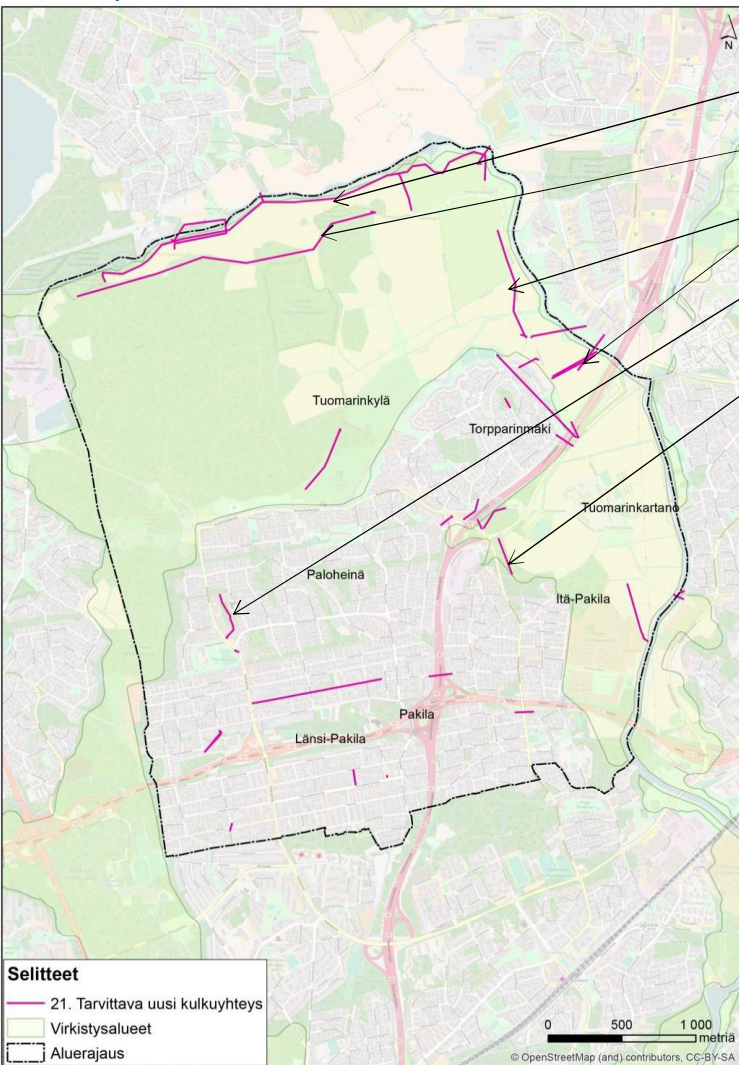 N
Tuomarinkylä
Torpparinmäki
Tuomarinkartano
Paloheinä
Itä-Pakila
Pakila
Länsi-Pakila
Selitteet
21. Tarvittava uusi kulkuyhteys
Virkistysalueet
Aluerajaus
0 500 1 000
metriä
© OpenStreetMap (and) contributors, CC-BY-SA